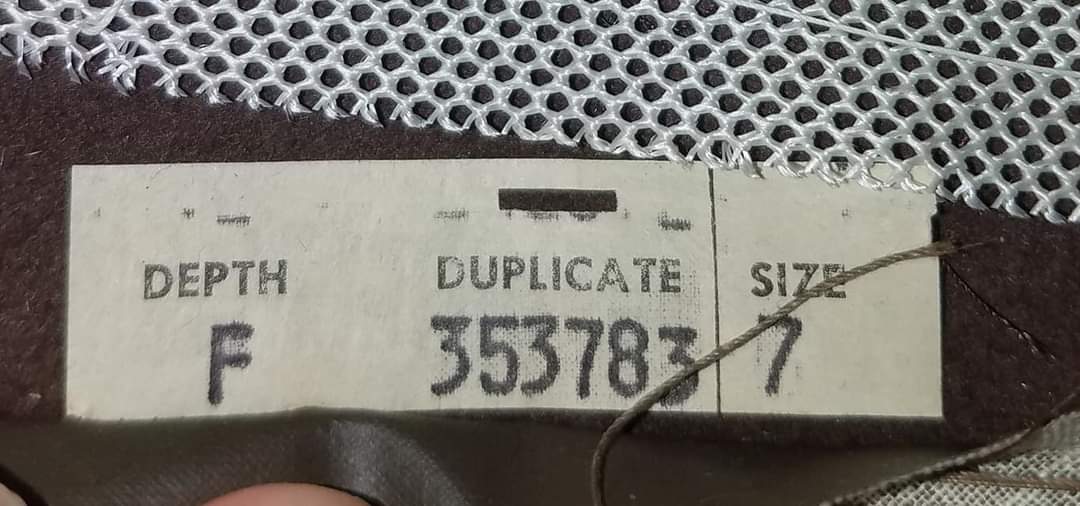 DEPTH DUPLICATE SIZE
F 353783 7